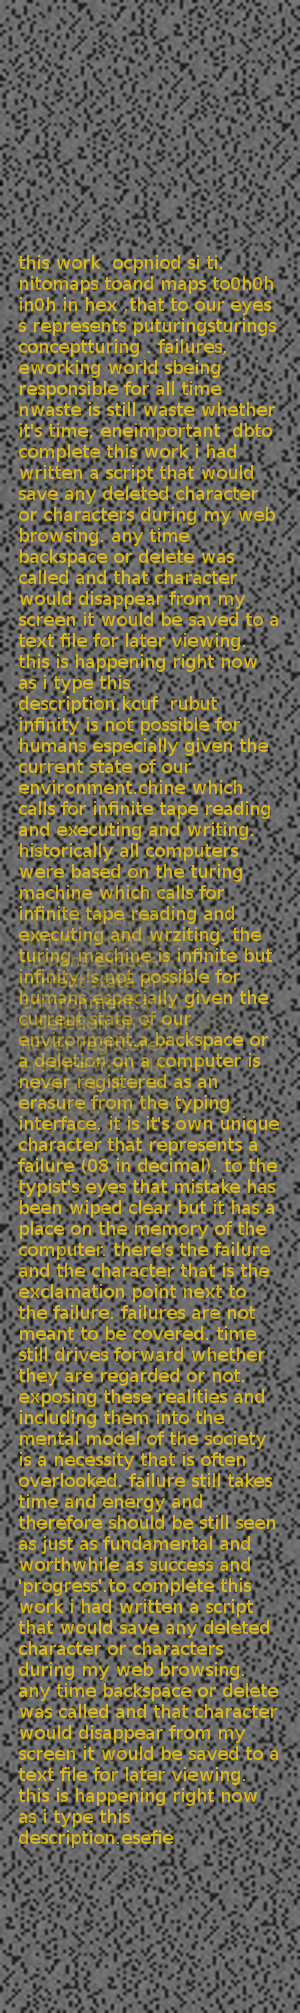 this work  ocpniod si ti.
nitomaps toand maps to0h0h
in0h in hex ,that to our eyes
s represents puturingsturings
conceptturing . failures,
eworking world sbeing
responsible for all time
nwaste is still waste whether
it's time, eneimportant  dbto
complete this work i had
written a script that would
save any deleted character
or characters during my web
browsing. any time
backspace or delete was
called and that character
would disappear from my
screen it would be saved to a
text file for later viewing.
this is happening right now
as i type this
description.kcuf  rubut
infinity is not possible for
humans especially given the
current state of our
environment.chine which
calls for infinite tape reading
and executing and writing.
historically all computers
were based on the turing
machine which calls for
infinite tape reading and
executing and wrziting. the
turing machine is infinite but
infinity is not possible for
humans especially given the
current state of our
environment.a backspace or
a deletion on a computer is
never registered as an
erasure from the typing
interface. it is it's own unique
character that represents a
failure (08 in decimal). to the
typist's eyes that mistake has
been wiped clear but it has a
place on the memory of the
computer. there's the failure
and the character that is the
exclamation point next to
the failure. failures are not
meant to be covered. time
still drives forward whether
they are regarded or not.
exposing these realities and
including them into the
mental model of the society
is a necessity that is often
overlooked. failure still takes
time and energy and
therefore should be still seen
as just as fundamental and
worthwhile as success and
'progress'.to complete this
work i had written a script
that would save any deleted
character or characters
during my web browsing.
any time backspace or delete
was called and that character
would disappear from my
screen it would be saved to a
text file for later viewing.
this is happening right now
as i type this
description.esefie